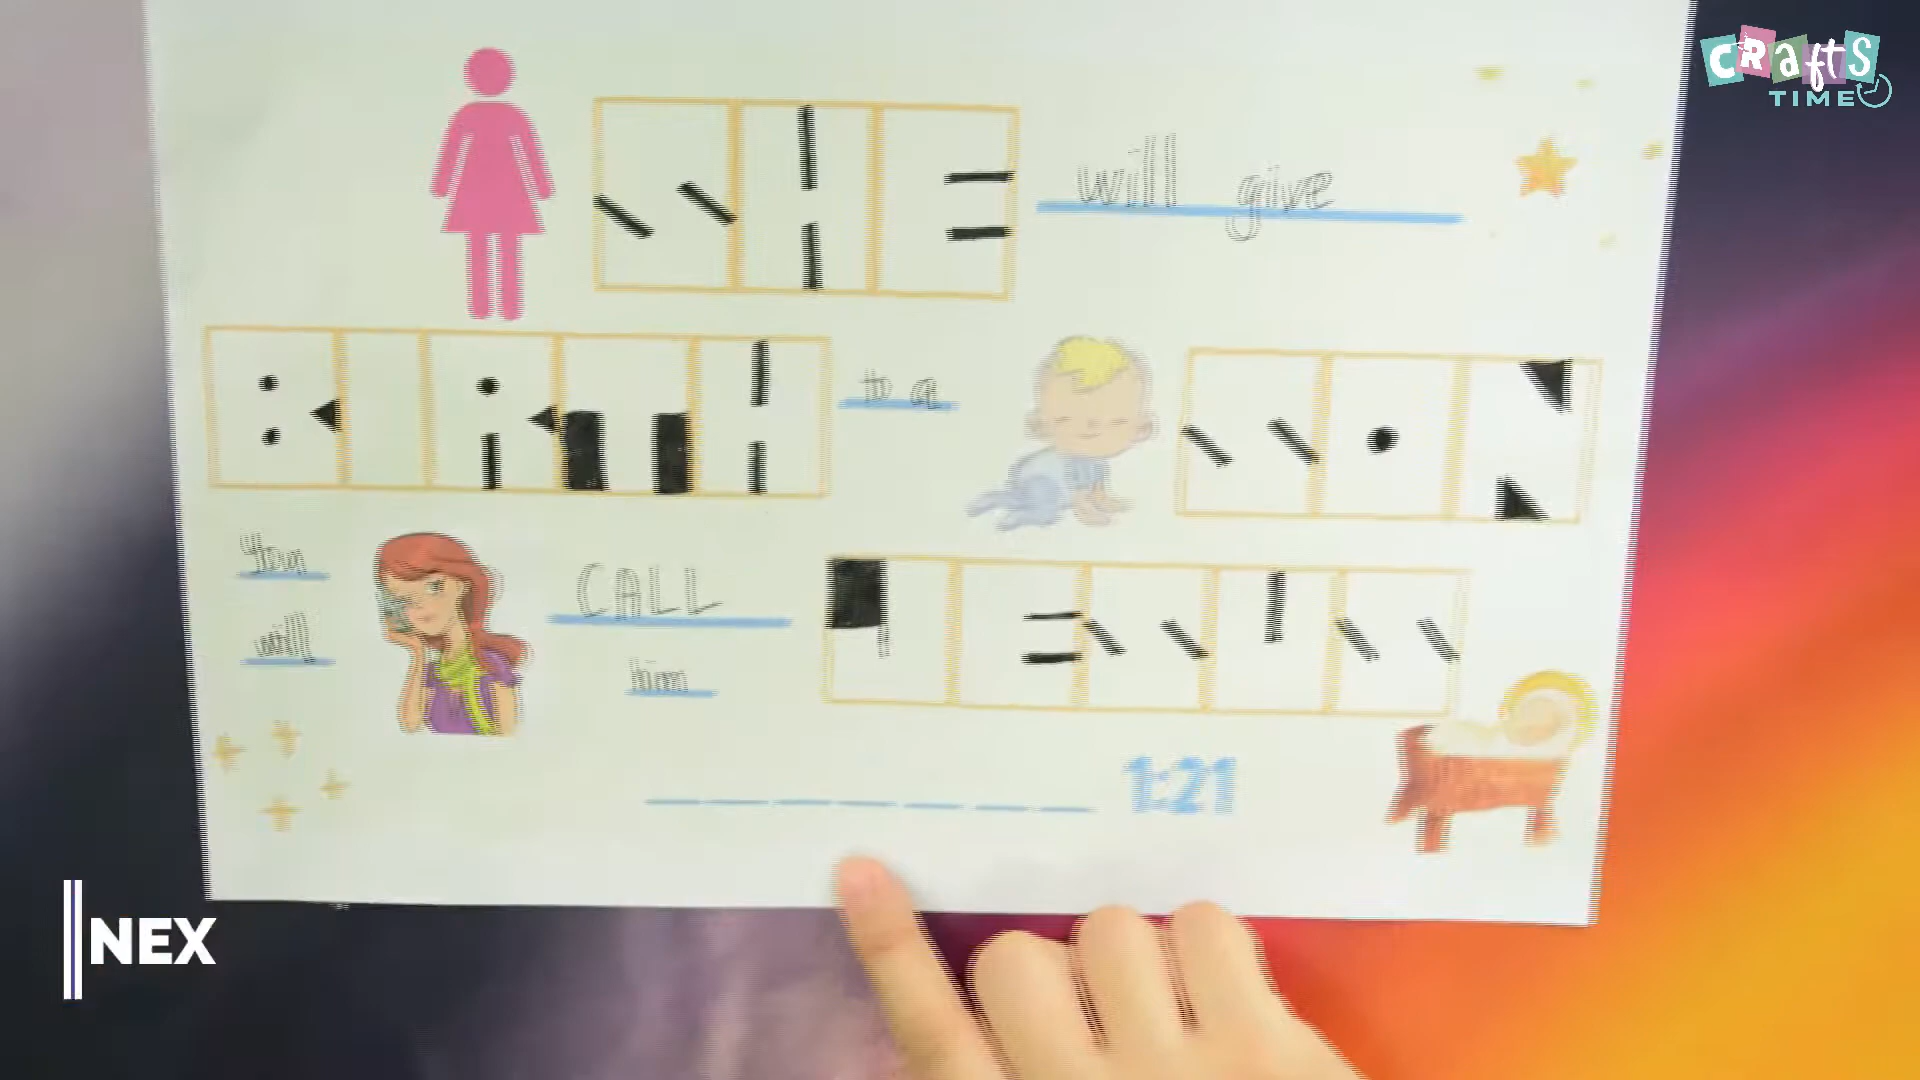 CRafts
TIME
SHE will give
BIRTH to a SON
You
will
CALL
him
JESUS
1:21
NEX